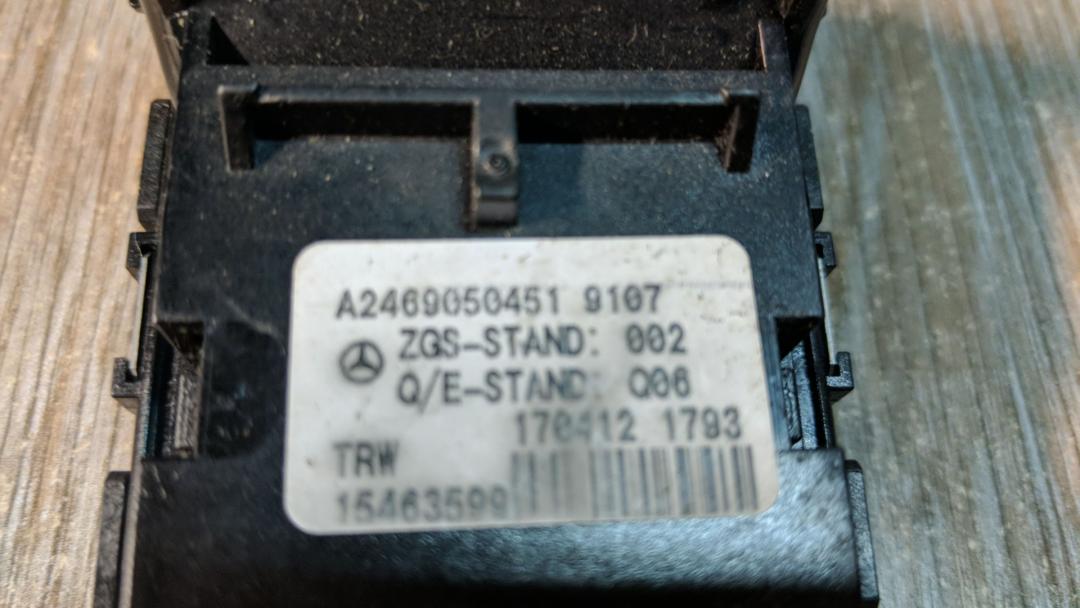 A2469050451 9107
ZGS-STAND: 002
Q/E-STAND: Q06
170412 1793
TRW
15463599